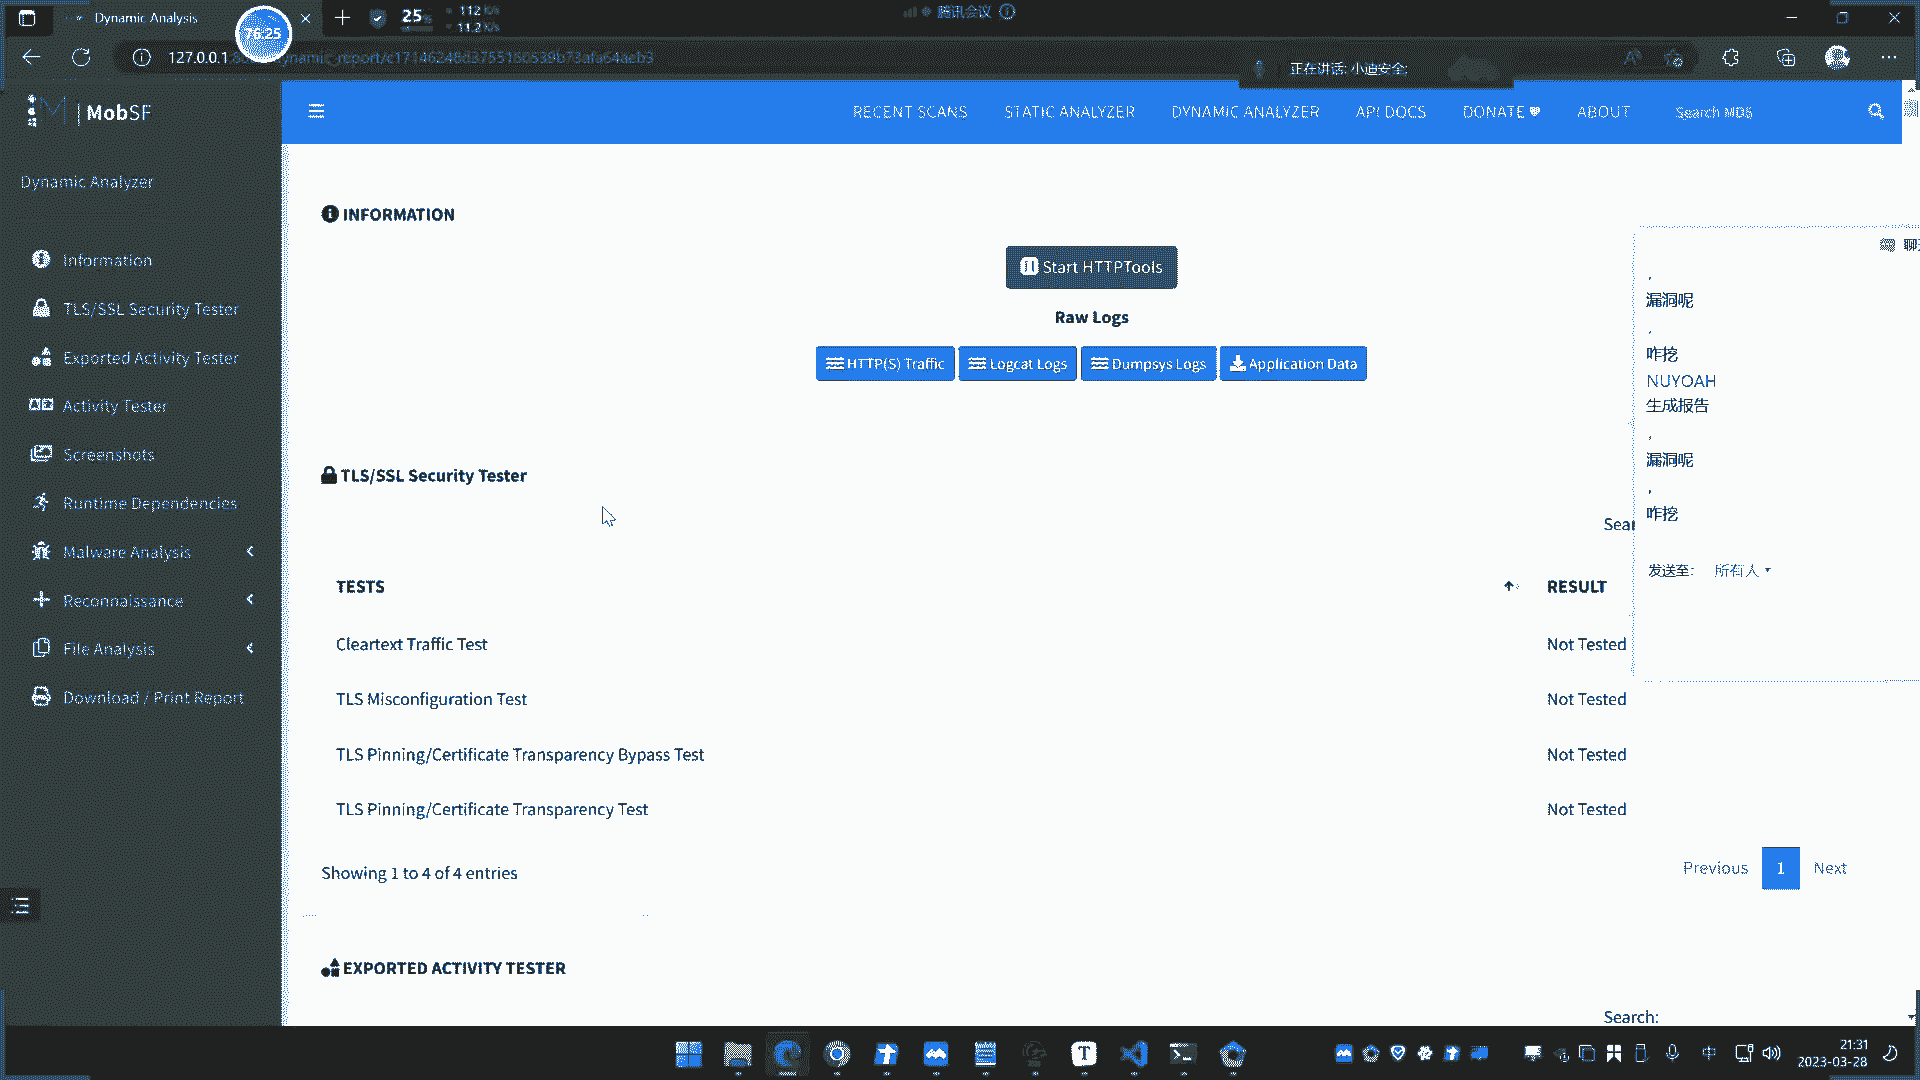 Dynamic Analysis
76:25
25%
112 K/s
11.2 K/s
腾讯会议
127.0.0.1
正在讲话: 小迪安全;
MobSF
RECENT SCANS
STATIC ANALYZER
DYNAMIC ANALYZER
API DOCS
DONATE
ABOUT
Search MD5
Dynamic Analyzer
Information
TLS/SSL Security Tester
Exported Activity Tester
Activity Tester
Screenshots
Runtime Dependencies
Malware Analysis
Reconnaissance
File Analysis
Download / Print Report
INFORMATION
Start HTTPTools
Raw Logs
HTTP(S) Traffic
Logcat Logs
Dumpsys Logs
Application Data
TLS/SSL Security Tester
TESTS
RESULT
Cleartext Traffic Test
Not Tested
TLS Misconfiguration Test
Not Tested
TLS Pinning/Certificate Transparency Bypass Test
Not Tested
TLS Pinning/Certificate Transparency Test
Not Tested
Showing 1 to 4 of 4 entries
Previous
1
Next
EXPORTED ACTIVITY TESTER
Search:
,
漏洞呢
,
咋挖
NUYOAH
生成报告
,
漏洞呢
,
咋挖
发送至:
所有人
中
21:31
2023-03-28